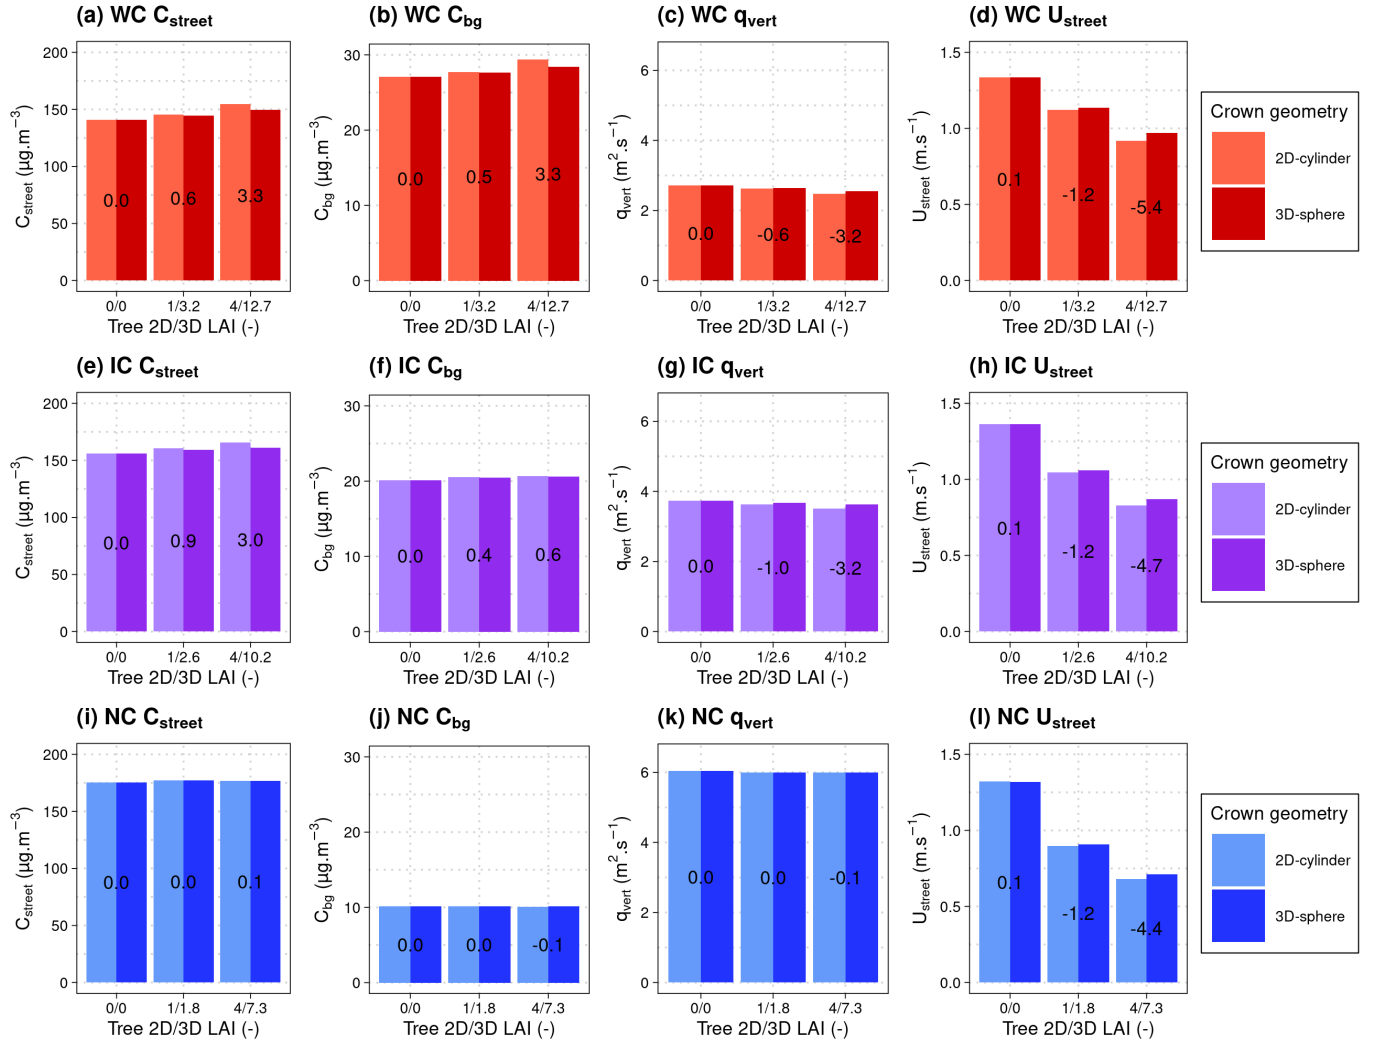 (a) WC Cstreet
(b) WC Cbg
(c) WC qvert
(d) WC Ustreet
Cstreet (µg.m−3)
200
150
100
50
0
0.0
0.6
3.3
0/0
1/3.2
4/12.7
Tree 2D/3D LAI (-)
Cbg (µg.m−3)
30
20
10
0
0.0
0.5
3.3
0/0
1/3.2
4/12.7
Tree 2D/3D LAI (-)
qvert (m2.s−1)
6
4
2
0
0.0
-0.6
-3.2
0/0
1/3.2
4/12.7
Tree 2D/3D LAI (-)
Ustreet (m.s−1)
1.5
1.0
0.5
0.0
0.1
-1.2
-5.4
0/0
1/3.2
4/12.7
Tree 2D/3D LAI (-)
Crown geometry
2D-cylinder
3D-sphere
(e) IC Cstreet
(f) IC Cbg
(g) IC qvert
(h) IC Ustreet
Cstreet (µg.m−3)
200
150
100
50
0
0.0
0.9
3.0
0/0
1/2.6
4/10.2
Tree 2D/3D LAI (-)
Cbg (µg.m−3)
30
20
10
0
0.0
0.4
0.6
0/0
1/2.6
4/10.2
Tree 2D/3D LAI (-)
qvert (m2.s−1)
6
4
2
0
0.0
-1.0
-3.2
0/0
1/2.6
4/10.2
Tree 2D/3D LAI (-)
Ustreet (m.s−1)
1.5
1.0
0.5
0.0
0.1
-1.2
-4.7
0/0
1/2.6
4/10.2
Tree 2D/3D LAI (-)
Crown geometry
2D-cylinder
3D-sphere
(i) NC Cstreet
(j) NC Cbg
(k) NC qvert
(l) NC Ustreet
Cstreet (µg.m−3)
200
150
100
50
0
0.0
0.0
0.1
0/0
1/1.8
4/7.3
Tree 2D/3D LAI (-)
Cbg (µg.m−3)
30
20
10
0
0.0
0.0
-0.1
0/0
1/1.8
4/7.3
Tree 2D/3D LAI (-)
qvert (m2.s−1)
6
4
2
0
0.0
0.0
-0.1
0/0
1/1.8
4/7.3
Tree 2D/3D LAI (-)
Ustreet (m.s−1)
1.5
1.0
0.5
0.0
0.1
-1.2
-4.4
0/0
1/1.8
4/7.3
Tree 2D/3D LAI (-)
Crown geometry
2D-cylinder
3D-sphere